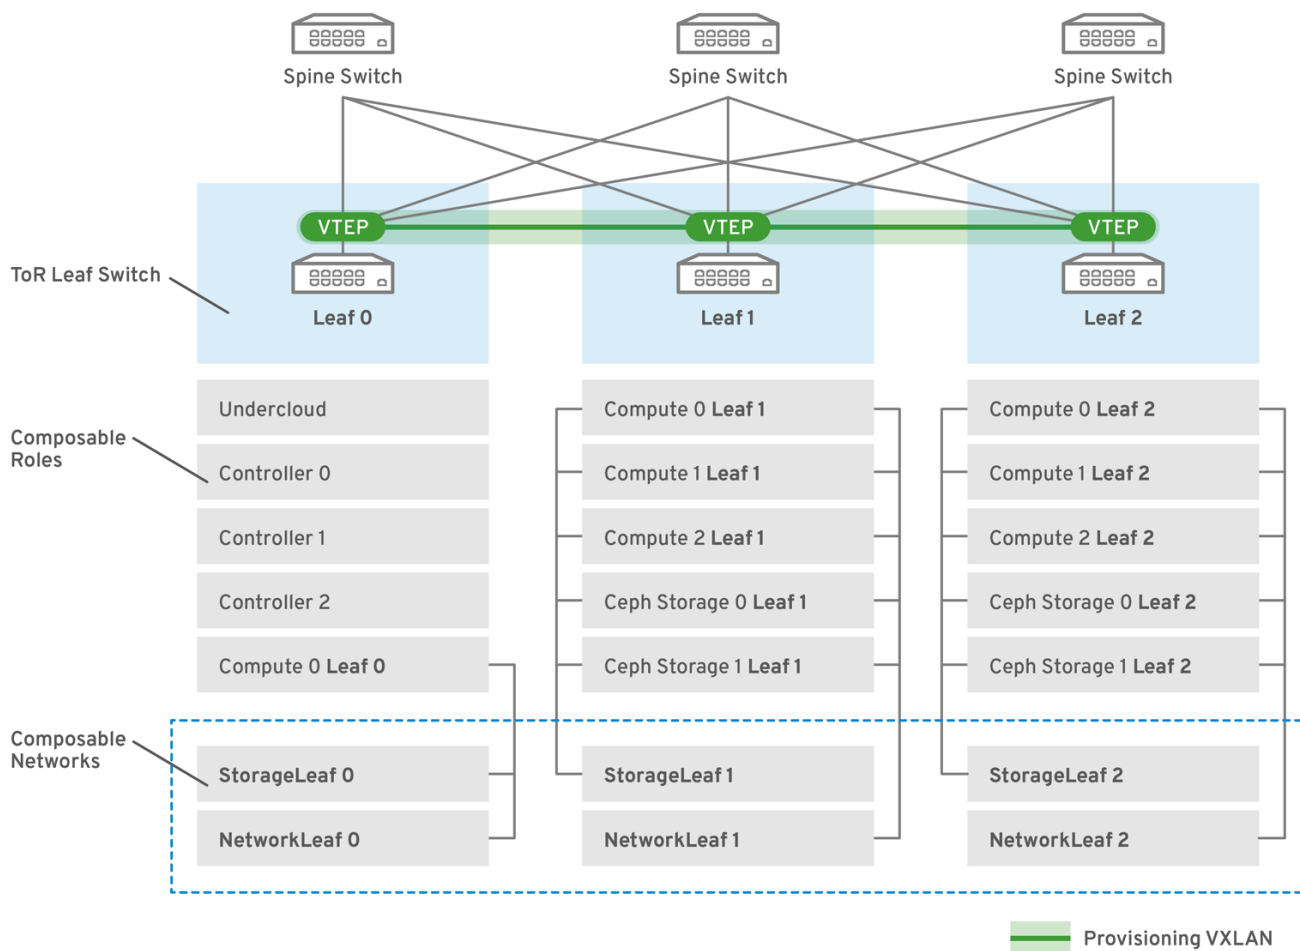 Spine Switch
Spine Switch
Spine Switch
VTEP
VTEP
VTEP
ToR Leaf Switch
Leaf 0
Leaf 1
Leaf 2
Composable
Roles
Undercloud
Controller 0
Controller 1
Controller 2
Compute 0 Leaf 0
Compute 0 Leaf 1
Compute 1 Leaf 1
Compute 2 Leaf 1
Ceph Storage 0 Leaf 1
Ceph Storage 1 Leaf 1
Compute 0 Leaf 2
Compute 1 Leaf 2
Compute 2 Leaf 2
Ceph Storage 0 Leaf 2
Ceph Storage 1 Leaf 2
Composable
Networks
StorageLeaf 0
NetworkLeaf 0
StorageLeaf 1
NetworkLeaf 1
StorageLeaf 2
NetworkLeaf 2
Provisioning VXLAN